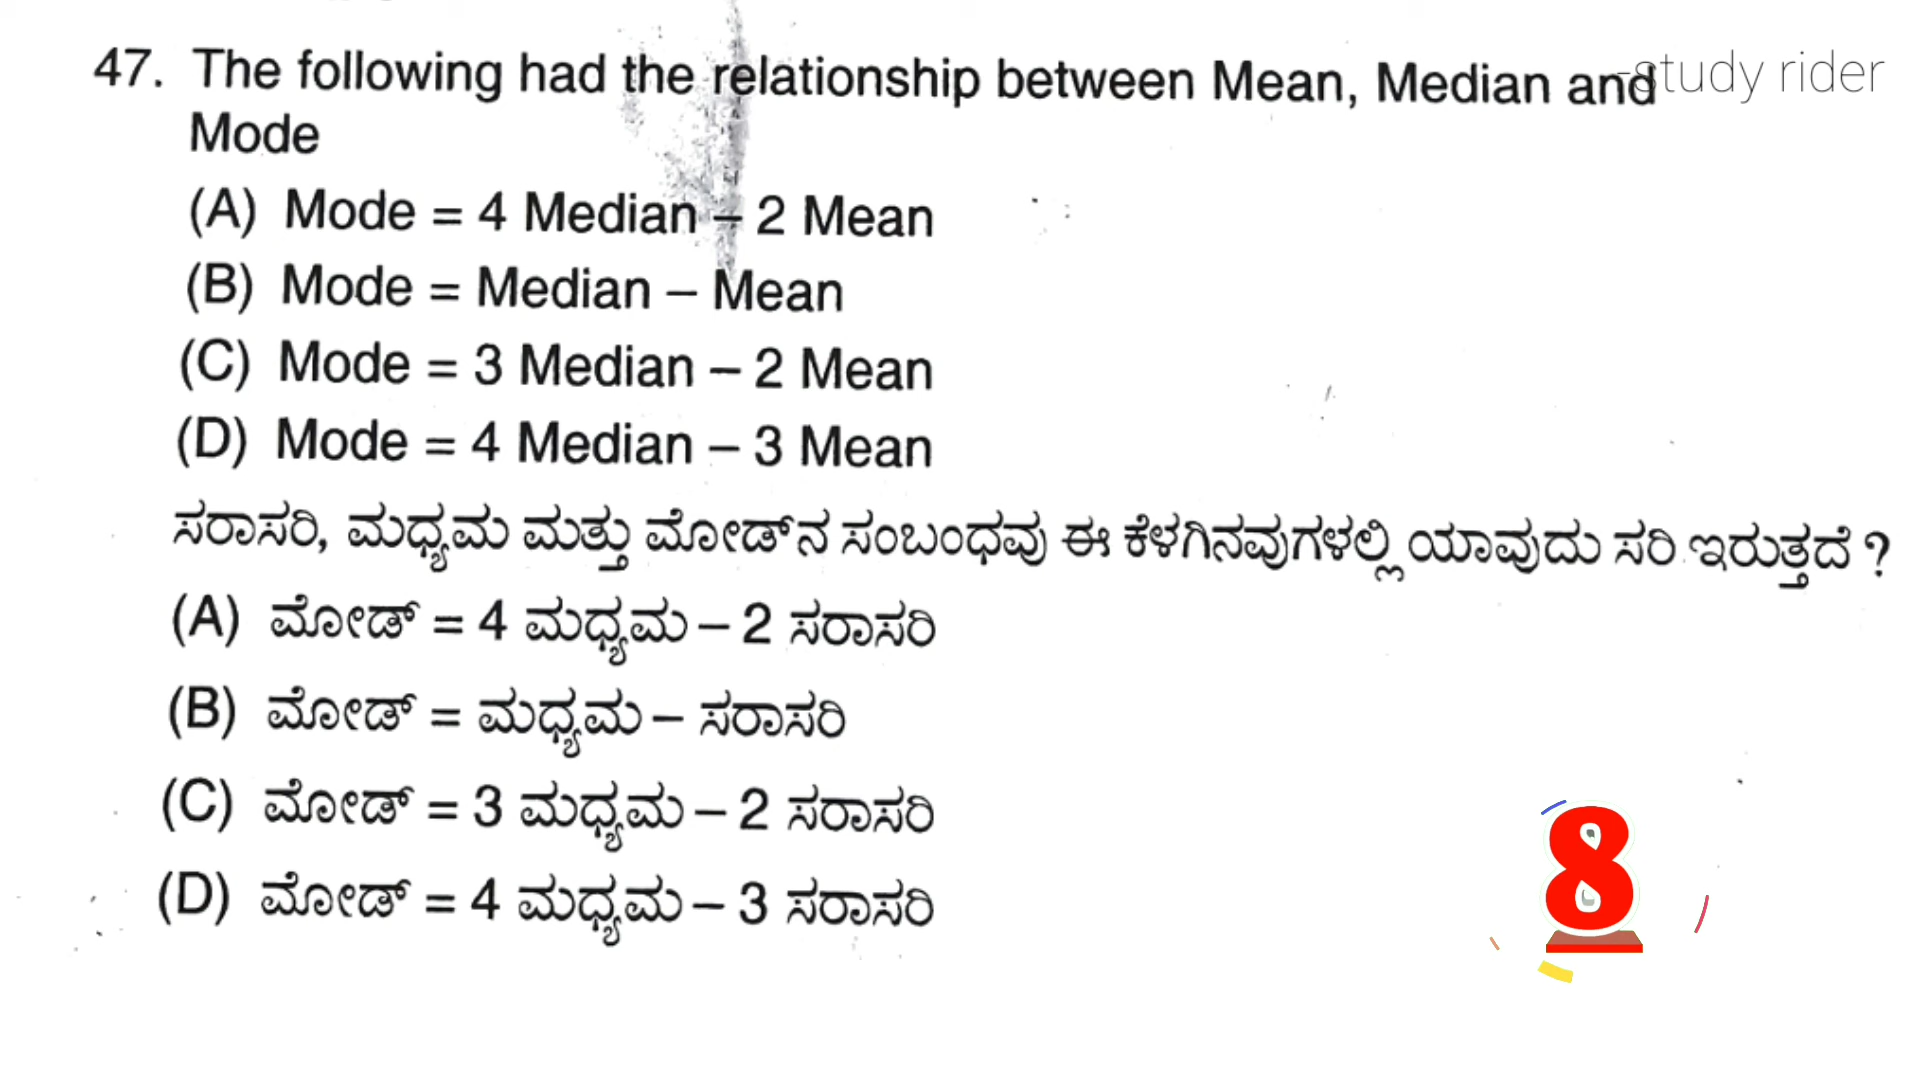 47. The following had the relationship between Mean, Median and
-study rider
Mode
(A) Mode = 4 Median – 2 Mean
(B) Mode = Median – Mean
(C) Mode = 3 Median – 2 Mean
(D) Mode = 4 Median – 3 Mean
ಸರಾಸರಿ, ಮಧ್ಯಮ ಮತ್ತು ಮೋಡ್‌ನ ಸಂಬಂಧವು ಈ ಕೆಳಗಿನವುಗಳಲ್ಲಿ ಯಾವುದು ಸರಿ ಇರುತ್ತದೆ ?
(A) ಮೋಡ್ = 4 ಮಧ್ಯಮ – 2 ಸರಾಸರಿ
(B) ಮೋಡ್ = ಮಧ್ಯಮ – ಸರಾಸರಿ
(C) ಮೋಡ್ = 3 ಮಧ್ಯಮ – 2 ಸರಾಸರಿ
(D) ಮೋಡ್ = 4 ಮಧ್ಯಮ – 3 ಸರಾಸರಿ
8